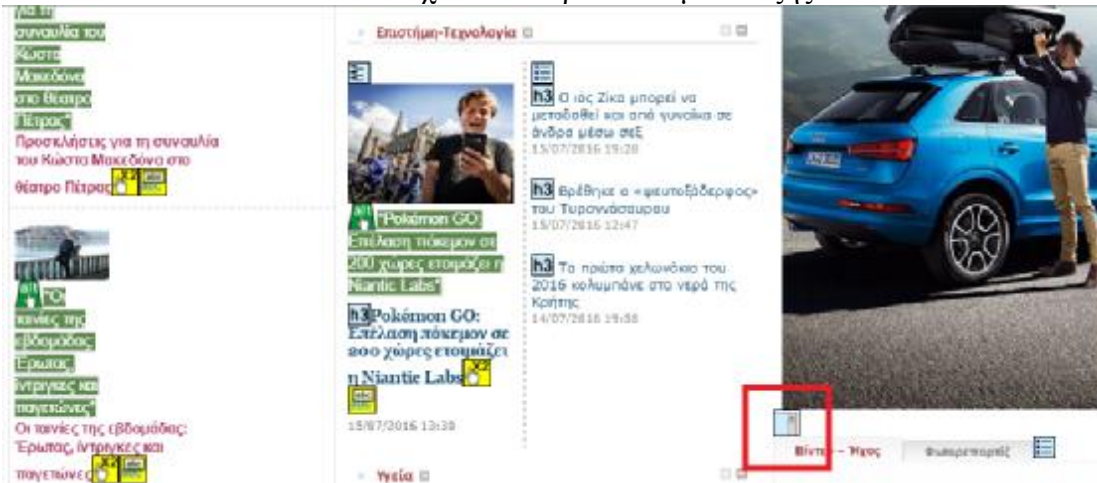 για τη
συναυλία του
Κώστα
Μακεδόνα
στο Θέατρο
Πέτρας"
Προσκλήσεις για τη συναυλία
του Κώστα Μακεδόνα στο
θέατρο Πέτρας
"Οι
ταινίες της
εβδομάδας:
Έρωτας,
ίντριγκες και
παγετώνες"
Οι ταινίες της εβδομάδας:
Έρωτας, ίντριγκες και
παγετώνες
Επιστήμη-Τεχνολογία
"Pokémon GO:
Επέλαση πόκεμον σε
200 χώρες ετοιμάζει η
Niantic Labs"
h3 Pokémon GO:
Επέλαση πόκεμον σε
200 χώρες ετοιμάζει
η Niantic Labs
15/07/2016 13:30
Υγεία
h3 Ο ιός Ζίκα μπορεί να
μεταδοθεί και από γυναίκα σε
άνδρα μέσω σεξ
15/07/2016 19:28
h3 Βρέθηκε ο «ψευτοξάδερφος»
του Τυραννόσαυρου
15/07/2016 12:47
h3 Το πρώτο χελωνάκια του
2016 κολυμπάνε στο νερά της
Κρήτης
14/07/2016 19:38
Βίντεο – Ήχος
Φωτορεπορτάζ